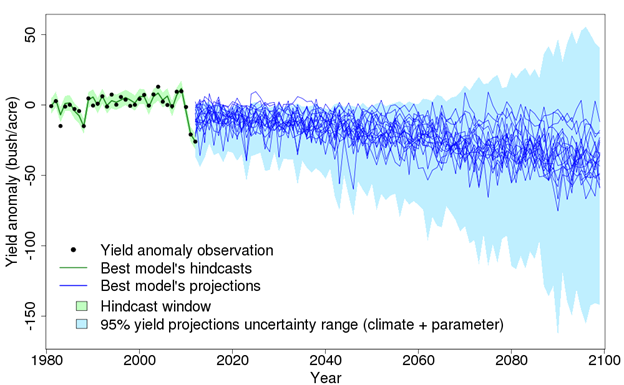 50
0
-50
-100
-150
Yield anomaly (bush/acre)
Yield anomaly observation
Best model's hindcasts
Best model's projections
Hindcast window
95% yield projections uncertainty range (climate + parameter)
1980 2000 2020 2040 2060 2080 2100
Year